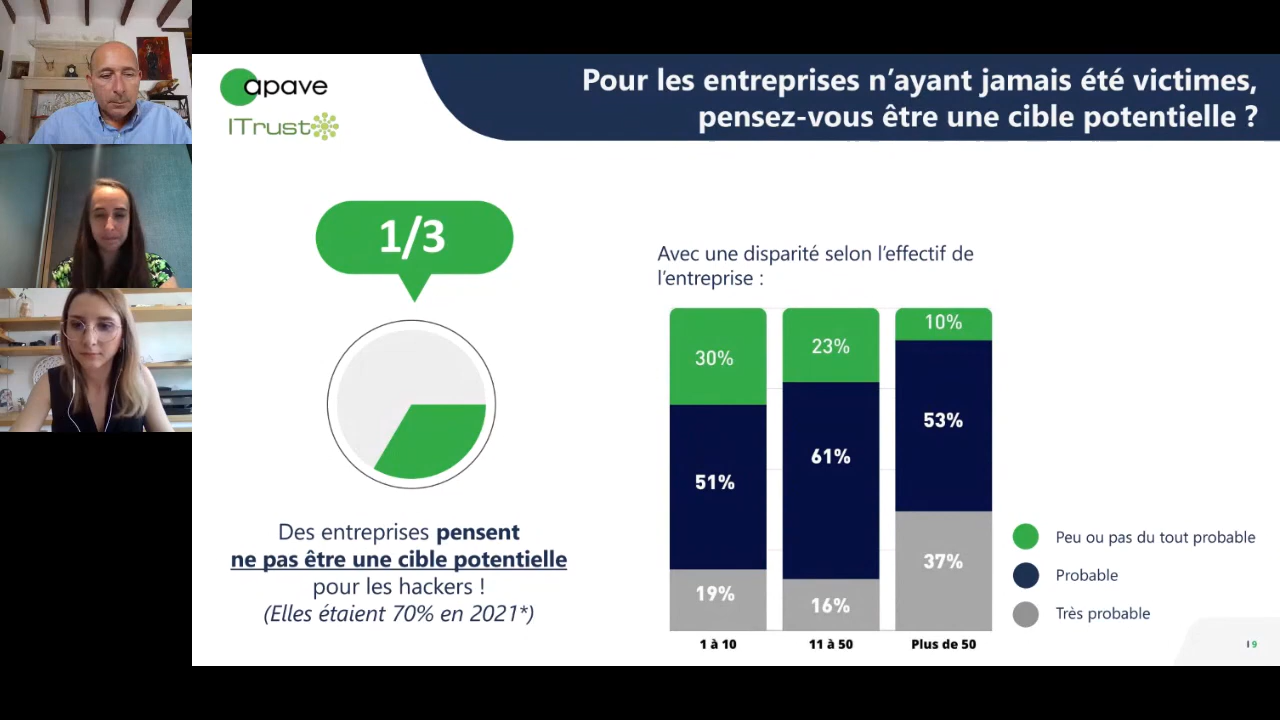 apave
ITrust
Pour les entreprises n'ayant jamais été victimes,
pensez-vous être une cible potentielle ?
1/3
Des entreprises pensent
ne pas être une cible potentielle
pour les hackers !
(Elles étaient 70% en 2021*)
Avec une disparité selon l'effectif de
l'entreprise :
30%
23%
10%
51%
61%
53%
19%
16%
37%
1 à 10
11 à 50
Plus de 50
Peu ou pas du tout probable
Probable
Très probable
I 9